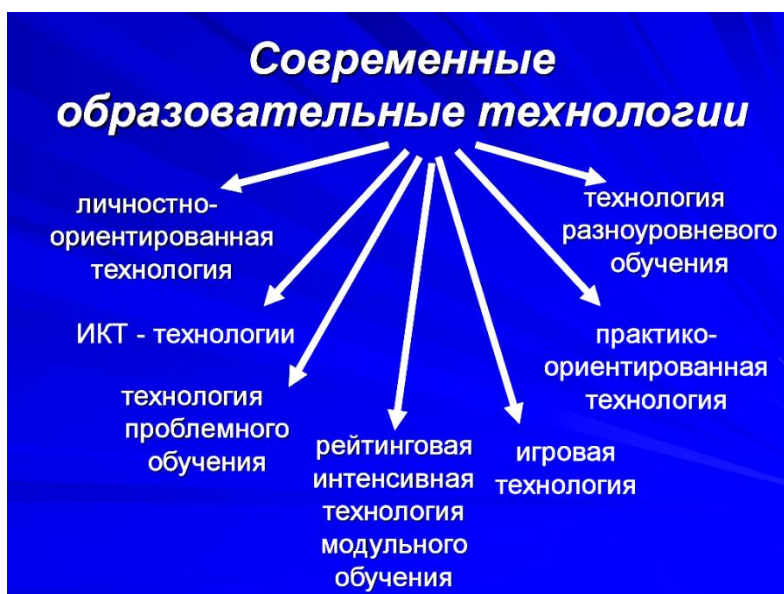 Современные
образовательные технологии
личностно-
ориентированная
технология
ИКТ - технологии
технология
проблемного
обучения
рейтинговая
интенсивная
технология
модульного
обучения
игровая
технология
практико-
ориентированная
технология
технология
разноуровневого
обучения